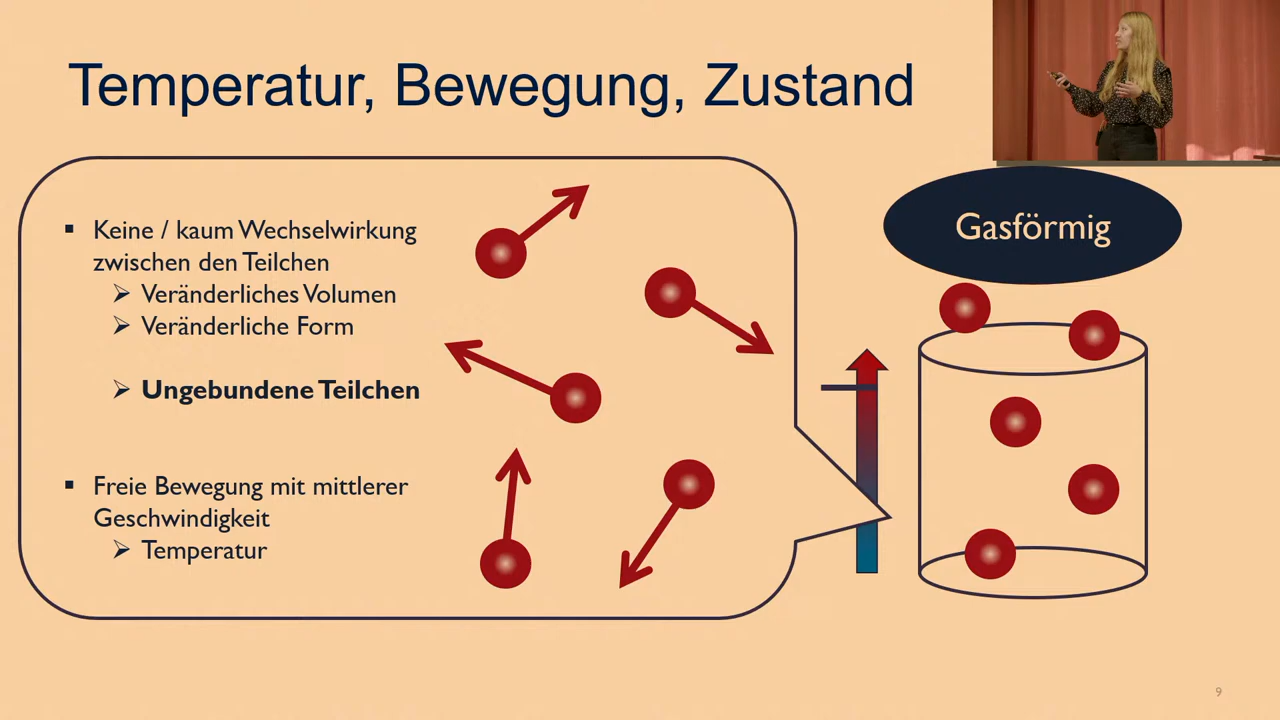 Temperatur, Bewegung, Zustand
▪ Keine / kaum Wechselwirkung
zwischen den Teilchen
➢ Veränderliches Volumen
➢ Veränderliche Form
➢ Ungebundene Teilchen
▪ Freie Bewegung mit mittlerer
Geschwindigkeit
➢ Temperatur
Gasförmig
9